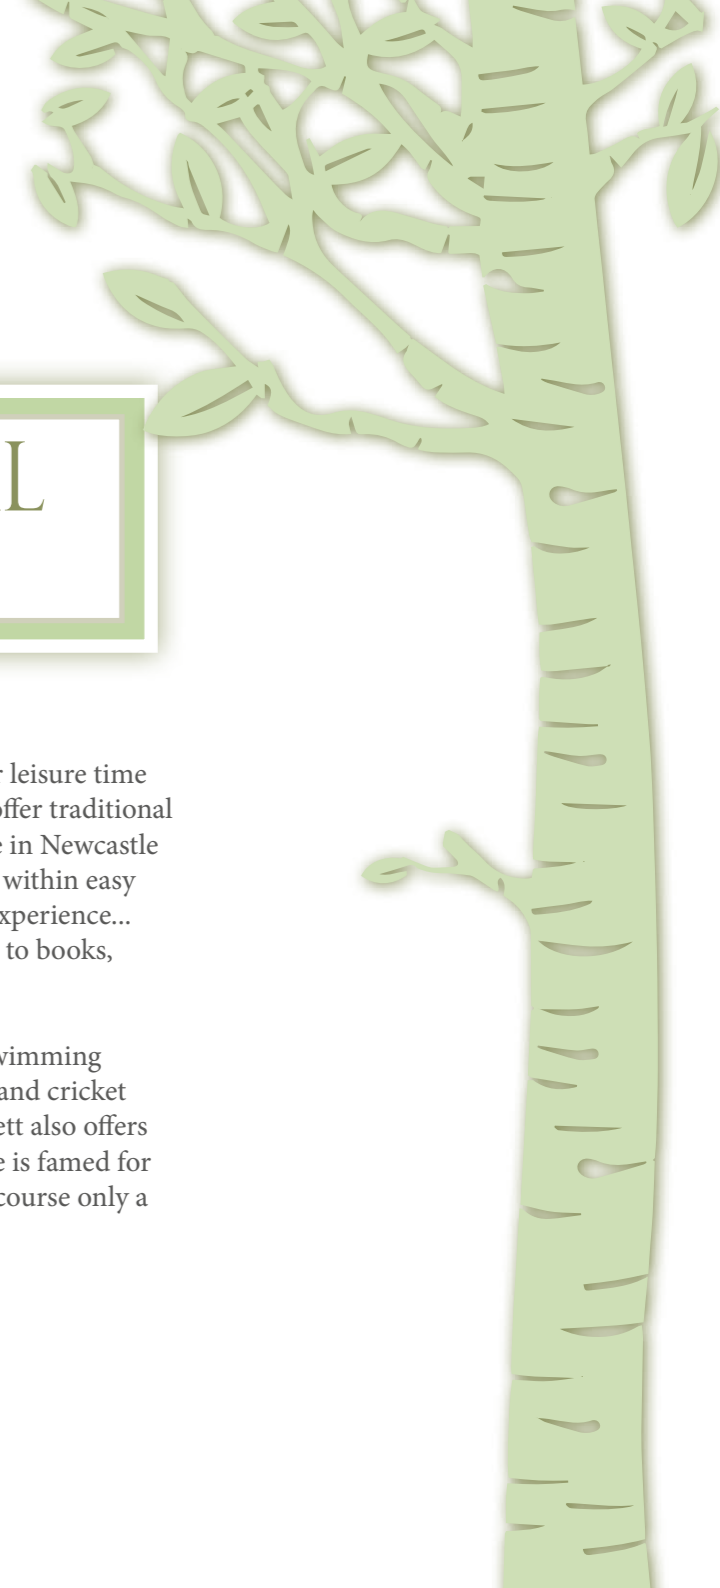 L
r leisure time
offer traditional
e in Newcastle
within easy
xperience...
to books,
wimming
and cricket
ett also offers
e is famed for
course only a